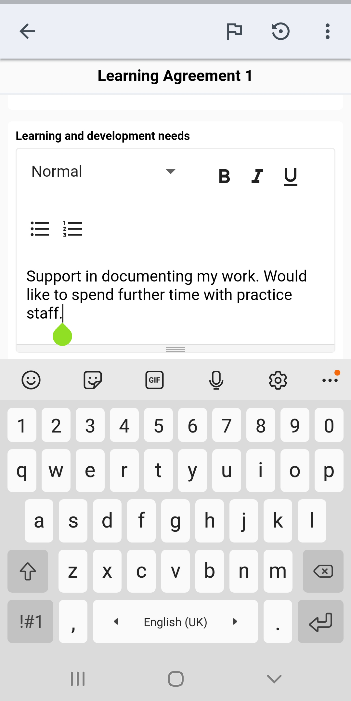 Learning Agreement 1
Learning and development needs
Normal
B I U
Support in documenting my work. Would
like to spend further time with practice
staff.
GIF
1 2 3 4 5 6 7 8 9 0
q w e r t y u i o p
a s d f g h j k l
z x c v b n m
!#1 , English (UK) .